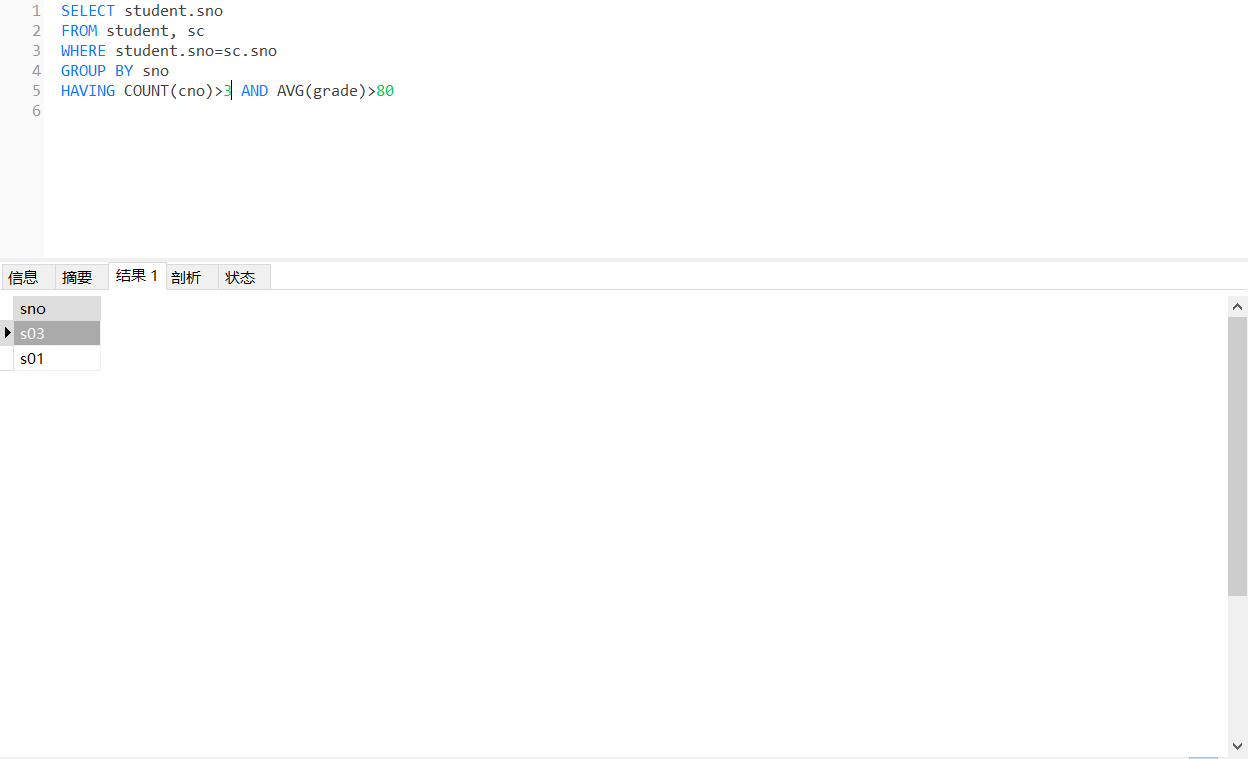 1 SELECT student.sno
2 FROM student, sc
3 WHERE student.sno=sc.sno
4 GROUP BY sno
5 HAVING COUNT(cno)>3 AND AVG(grade)>80
6
信息 摘要 结果 1 剖析 状态
sno
s03
s01